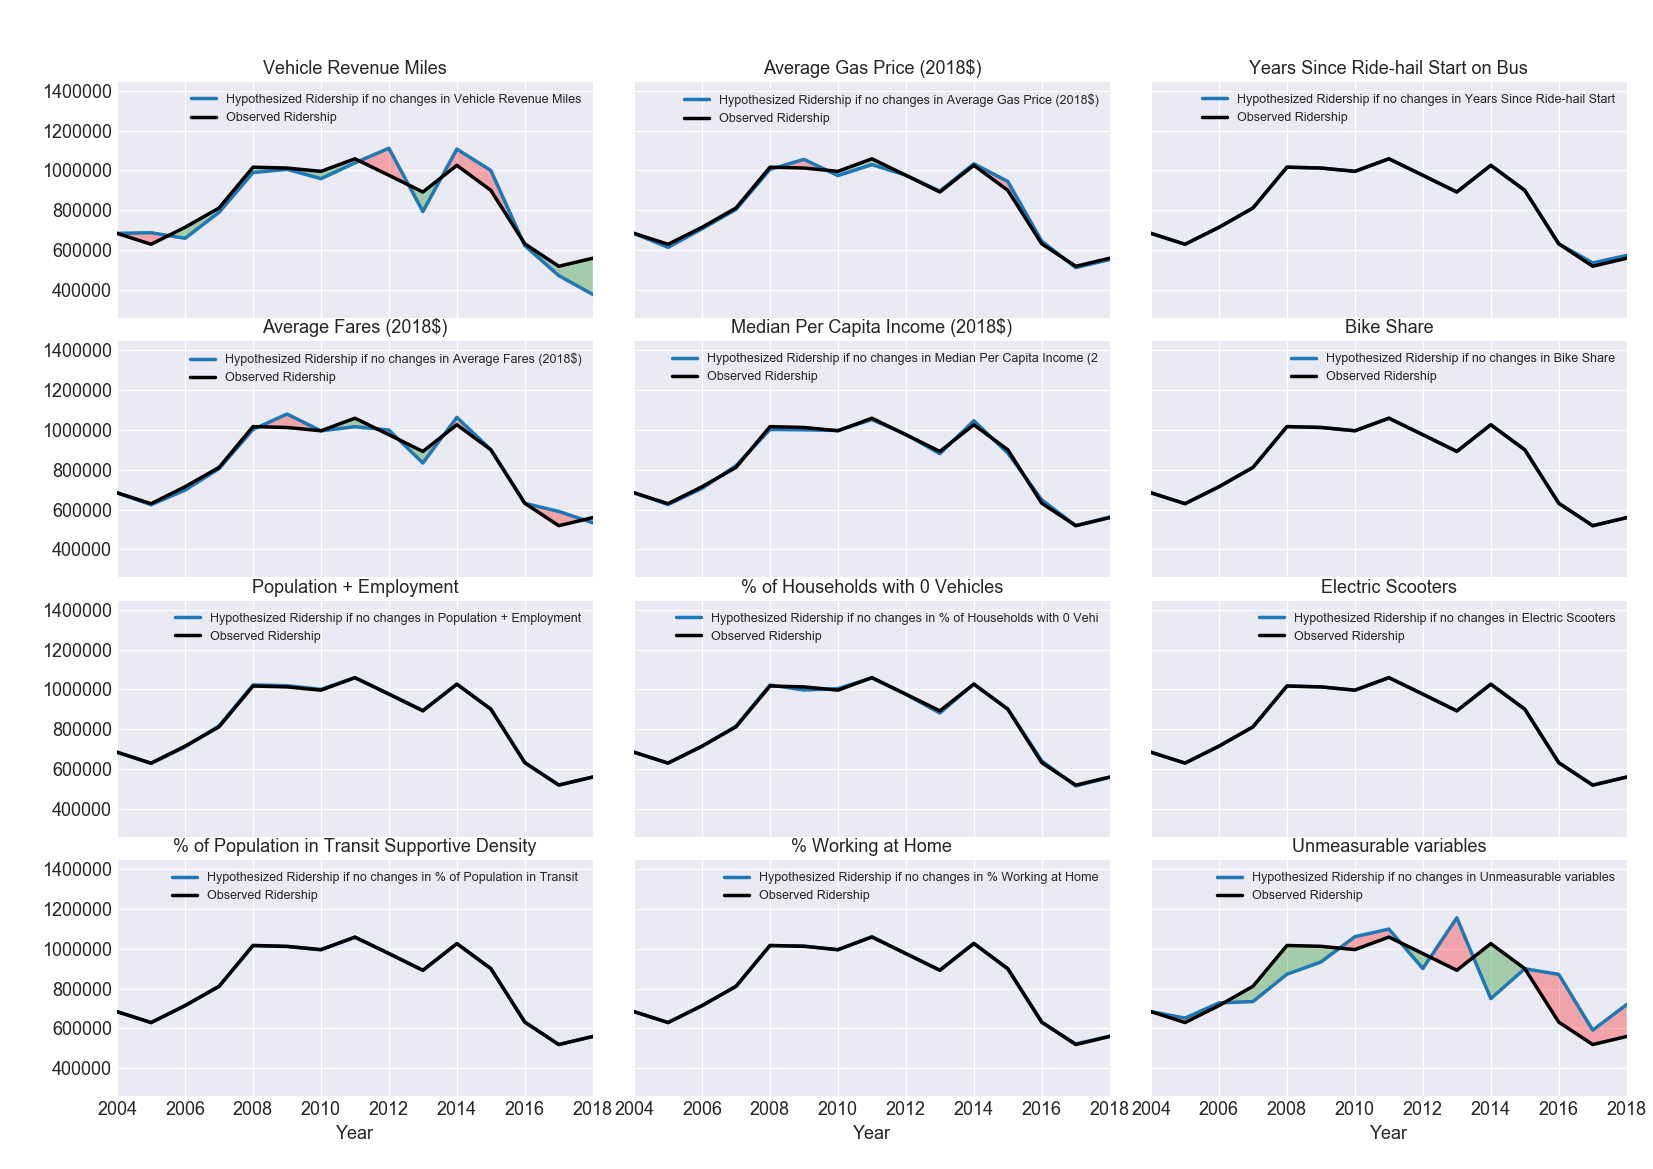 Vehicle Revenue Miles
1400000
1200000
1000000
800000
600000
400000
Hypothesized Ridership if no changes in Vehicle Revenue Miles
Observed Ridership
Average Gas Price (2018$)
Hypothesized Ridership if no changes in Average Gas Price (2018$)
Observed Ridership
Years Since Ride-hail Start on Bus
Hypothesized Ridership if no changes in Years Since Ride-hail Start
Observed Ridership
Average Fares (2018$)
1400000
1200000
1000000
800000
600000
400000
Hypothesized Ridership if no changes in Average Fares (2018$)
Observed Ridership
Median Per Capita Income (2018$)
Hypothesized Ridership if no changes in Median Per Capita Income (2
Observed Ridership
Bike Share
Hypothesized Ridership if no changes in Bike Share
Observed Ridership
Population + Employment
1400000
1200000
1000000
800000
600000
400000
Hypothesized Ridership if no changes in Population + Employment
Observed Ridership
% of Households with 0 Vehicles
Hypothesized Ridership if no changes in % of Households with 0 Vehi
Observed Ridership
Electric Scooters
Hypothesized Ridership if no changes in Electric Scooters
Observed Ridership
% of Population in Transit Supportive Density
1400000
1200000
1000000
800000
600000
400000
Hypothesized Ridership if no changes in % of Population in Transit
Observed Ridership
2004 2006 2008 2010 2012 2014 2016 2018
Year
% Working at Home
Hypothesized Ridership if no changes in % Working at Home
Observed Ridership
2004 2006 2008 2010 2012 2014 2016 2018
Year
Unmeasurable variables
Hypothesized Ridership if no changes in Unmeasurable variables
Observed Ridership
2004 2006 2008 2010 2012 2014 2016 2018
Year